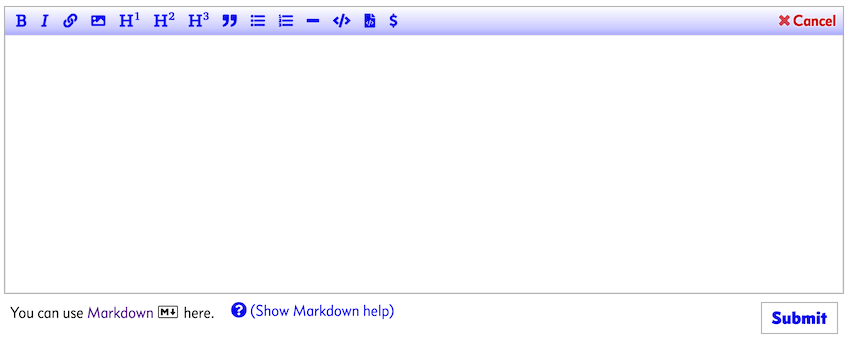 B I H1 H2 H3 ” </> $ Cancel
You can use Markdown M↓ here. ? (Show Markdown help)
Submit